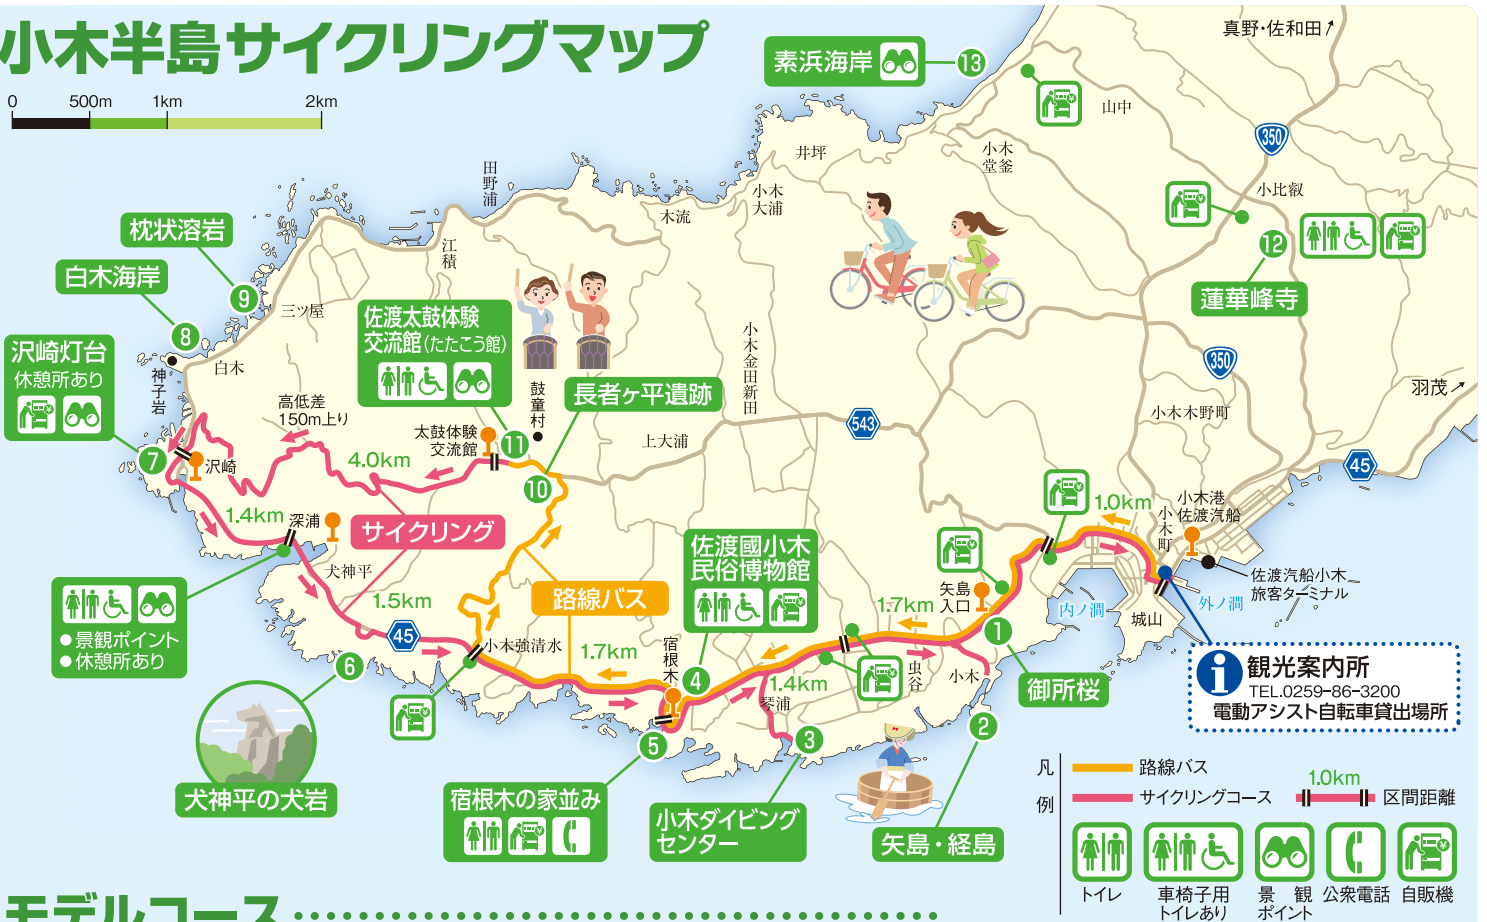 小木半島サイクリングマップ
0 500m 1km 2km
真野・佐和田
素浜海岸
13
山中
350
井坪
小木
堂釜
小比叡
田野浦
小木
大浦
木流
12
蓮華峰寺
枕状溶岩
白木海岸
9
江積
三ツ屋
8
沢崎灯台
休憩所あり
神子岩
白木
佐渡太鼓体験
交流館(たたこう館)
鼓童村
長者ヶ平遺跡
小木金田新田
350
羽茂
小木木野町
高低差
150m上り
太鼓体験
交流館
11
上大浦
543
45
7
沢崎
4.0km
10
1.4km
深浦
サイクリング
1.0km
小木町
小木港
佐渡汽船
佐渡國小木
民俗博物館
犬神平
1.5km
路線バス
矢島
入口
1.7km
内ノ澗
外ノ澗
佐渡汽船小木
旅客ターミナル
城山
景観ポイント
休憩所あり
45
小木強清水
1.7km
宿根木
4
1.4km
琴浦
虫谷
小木
1
御所桜
6
5
3
2
観光案内所
TEL.0259-86-3200
電動アシスト自転車貸出場所
犬神平の犬岩
宿根木の家並み
小木ダイビング
センター
矢島・経島
凡例
路線バス
サイクリングコース
1.0km
区間距離
トイレ
車椅子用
トイレあり
景観
ポイント
公衆電話
自販機
モデルコース